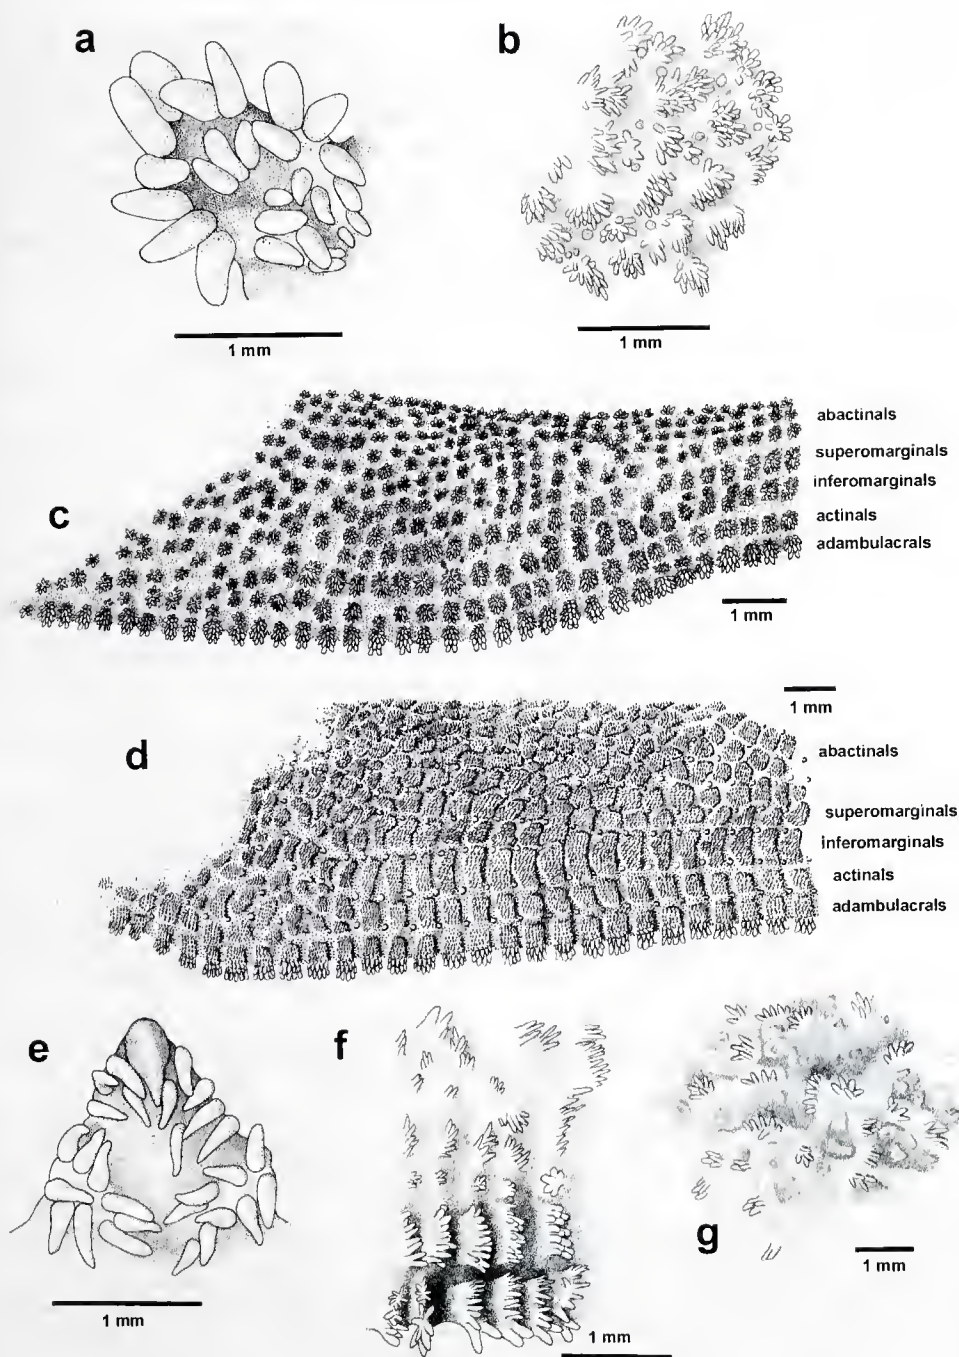 a
b
1 mm
1 mm
c
abactinals
superomarginals
inferomarginals
actinals
adambulacrals
1 mm
1 mm
d
abactinals
superomarginals
inferomarginals
actinals
adambulacrals
e
f
g
1 mm
1 mm
1 mm